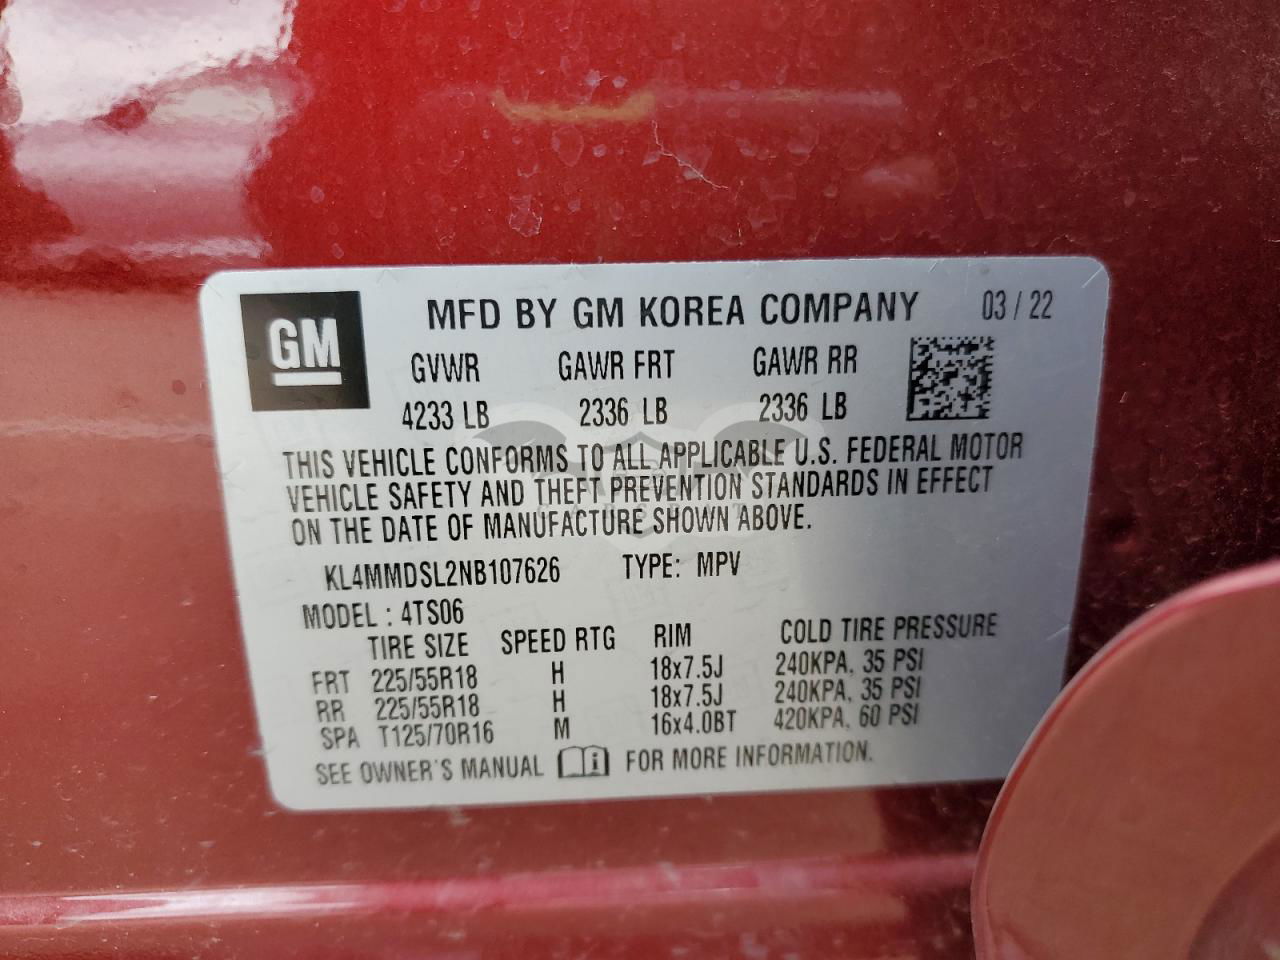 GM
MFD BY GM KOREA COMPANY 03 / 22
GVWR GAWR FRT GAWR RR
4233 LB 2336 LB 2336 LB
THIS VEHICLE CONFORMS TO ALL APPLICABLE U.S. FEDERAL MOTOR
VEHICLE SAFETY AND THEFT PREVENTION STANDARDS IN EFFECT
ON THE DATE OF MANUFACTURE SHOWN ABOVE.
KL4MMDSL2NB107626 TYPE: MPV
MODEL : 4TS06
TIRE SIZE SPEED RTG RIM COLD TIRE PRESSURE
FRT 225/55R18 H 18x7.5J 240KPA, 35 PSI
RR 225/55R18 H 18x7.5J 240KPA, 35 PSI
SPA T125/70R16 M 16x4.0BT 420KPA, 60 PSI
SEE OWNER'S MANUAL i FOR MORE INFORMATION.